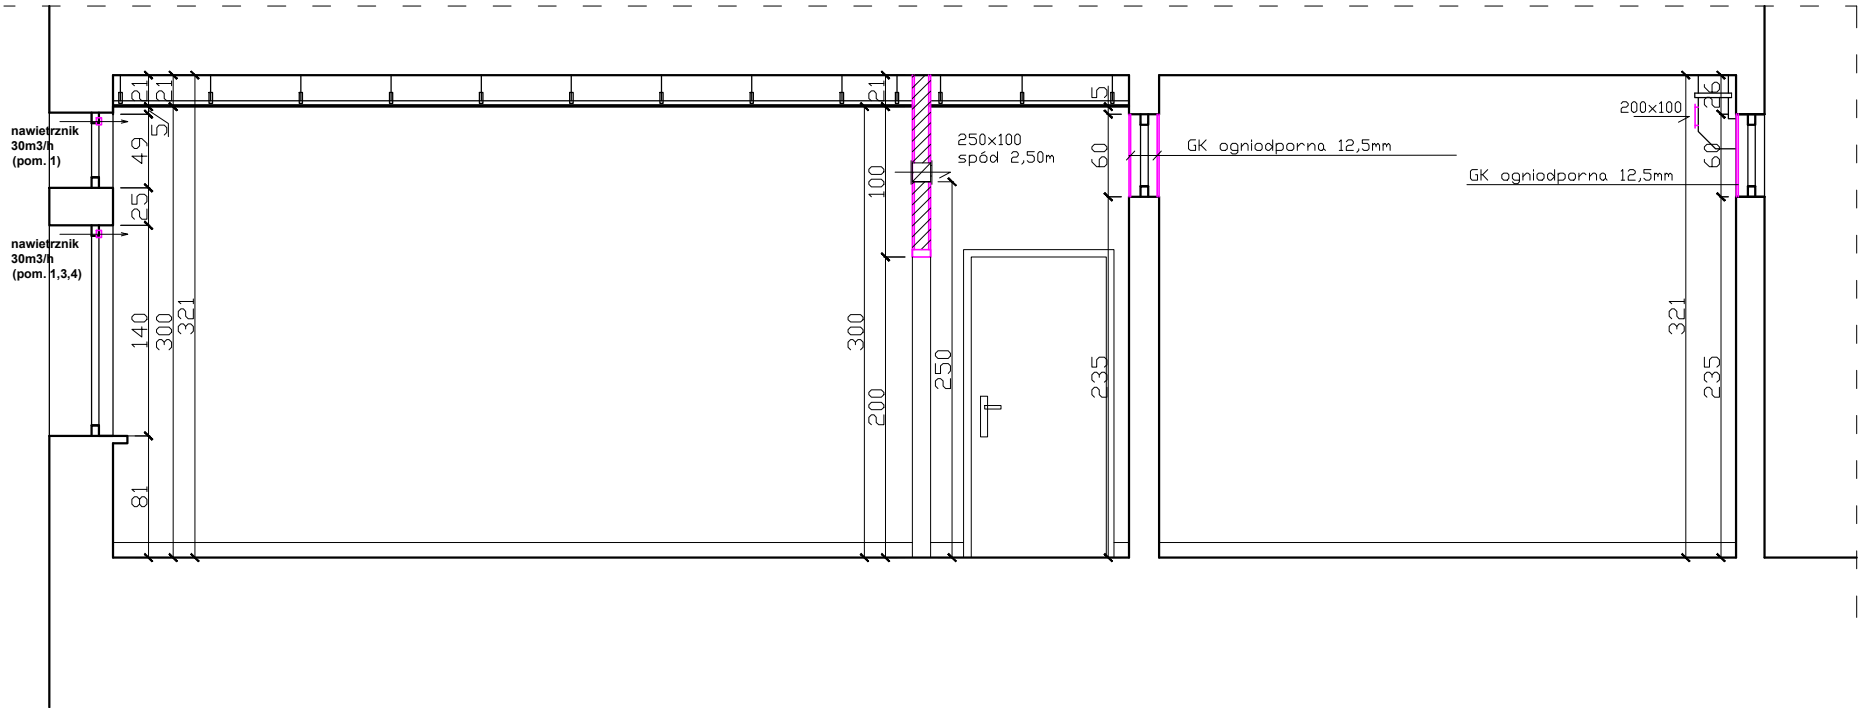 21
21
5
49
25
140
300
321
81
nawietrznik
30m3/h
(pom. 1)
nawietrznik
30m3/h
(pom. 1,3,4)
21
100
300
200
250
250x100
spód 2,50m
5
60
235
GK ogniodporna 12,5mm
GK ogniodporna 12,5mm
200x100
26
60
321
235